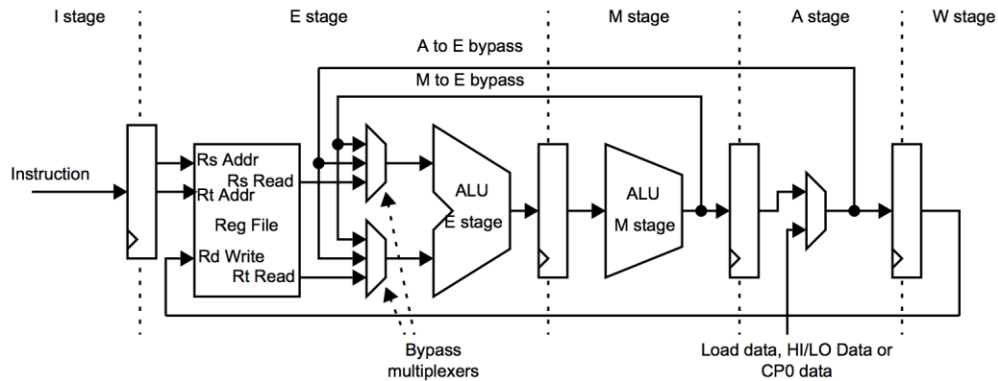 I stage
E stage
M stage
A stage
W stage
A to E bypass
M to E bypass
Instruction
Rs Addr
Rs Read
Rt Addr
Reg File
Rd Write
Rt Read
ALU
E stage
ALU
M stage
Bypass
multiplexers
Load data, HI/LO Data or
CP0 data